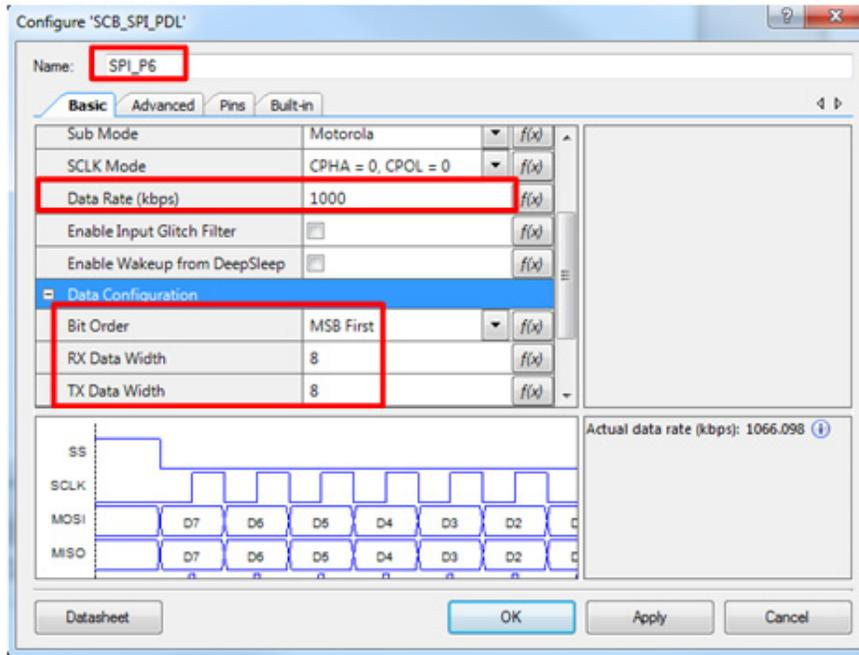 Configure 'SCB_SPI_PDL'
Name: SPI_P6
Basic Advanced Pins Built-in
Sub Mode Motorola f(x)
SCLK Mode CPHA = 0, CPOL = 0 f(x)
Data Rate (kbps) 1000 f(x)
Enable Input Glitch Filter f(x)
Enable Wakeup from DeepSleep f(x)
Data Configuration
Bit Order MSB First f(x)
RX Data Width 8 f(x)
TX Data Width 8 f(x)
Actual data rate (kbps): 1066.098
SS
SCLK
MOSI D7 D6 D5 D4 D3 D2
MISO D7 D6 D5 D4 D3 D2
Datasheet OK Apply Cancel